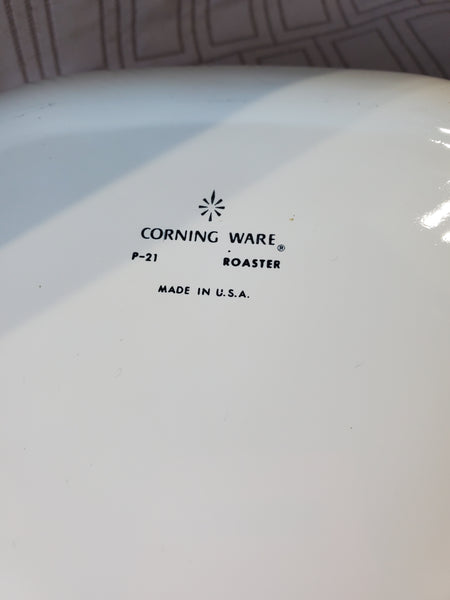 CORNING WARE®
P-21 ROASTER
MADE IN U.S.A.